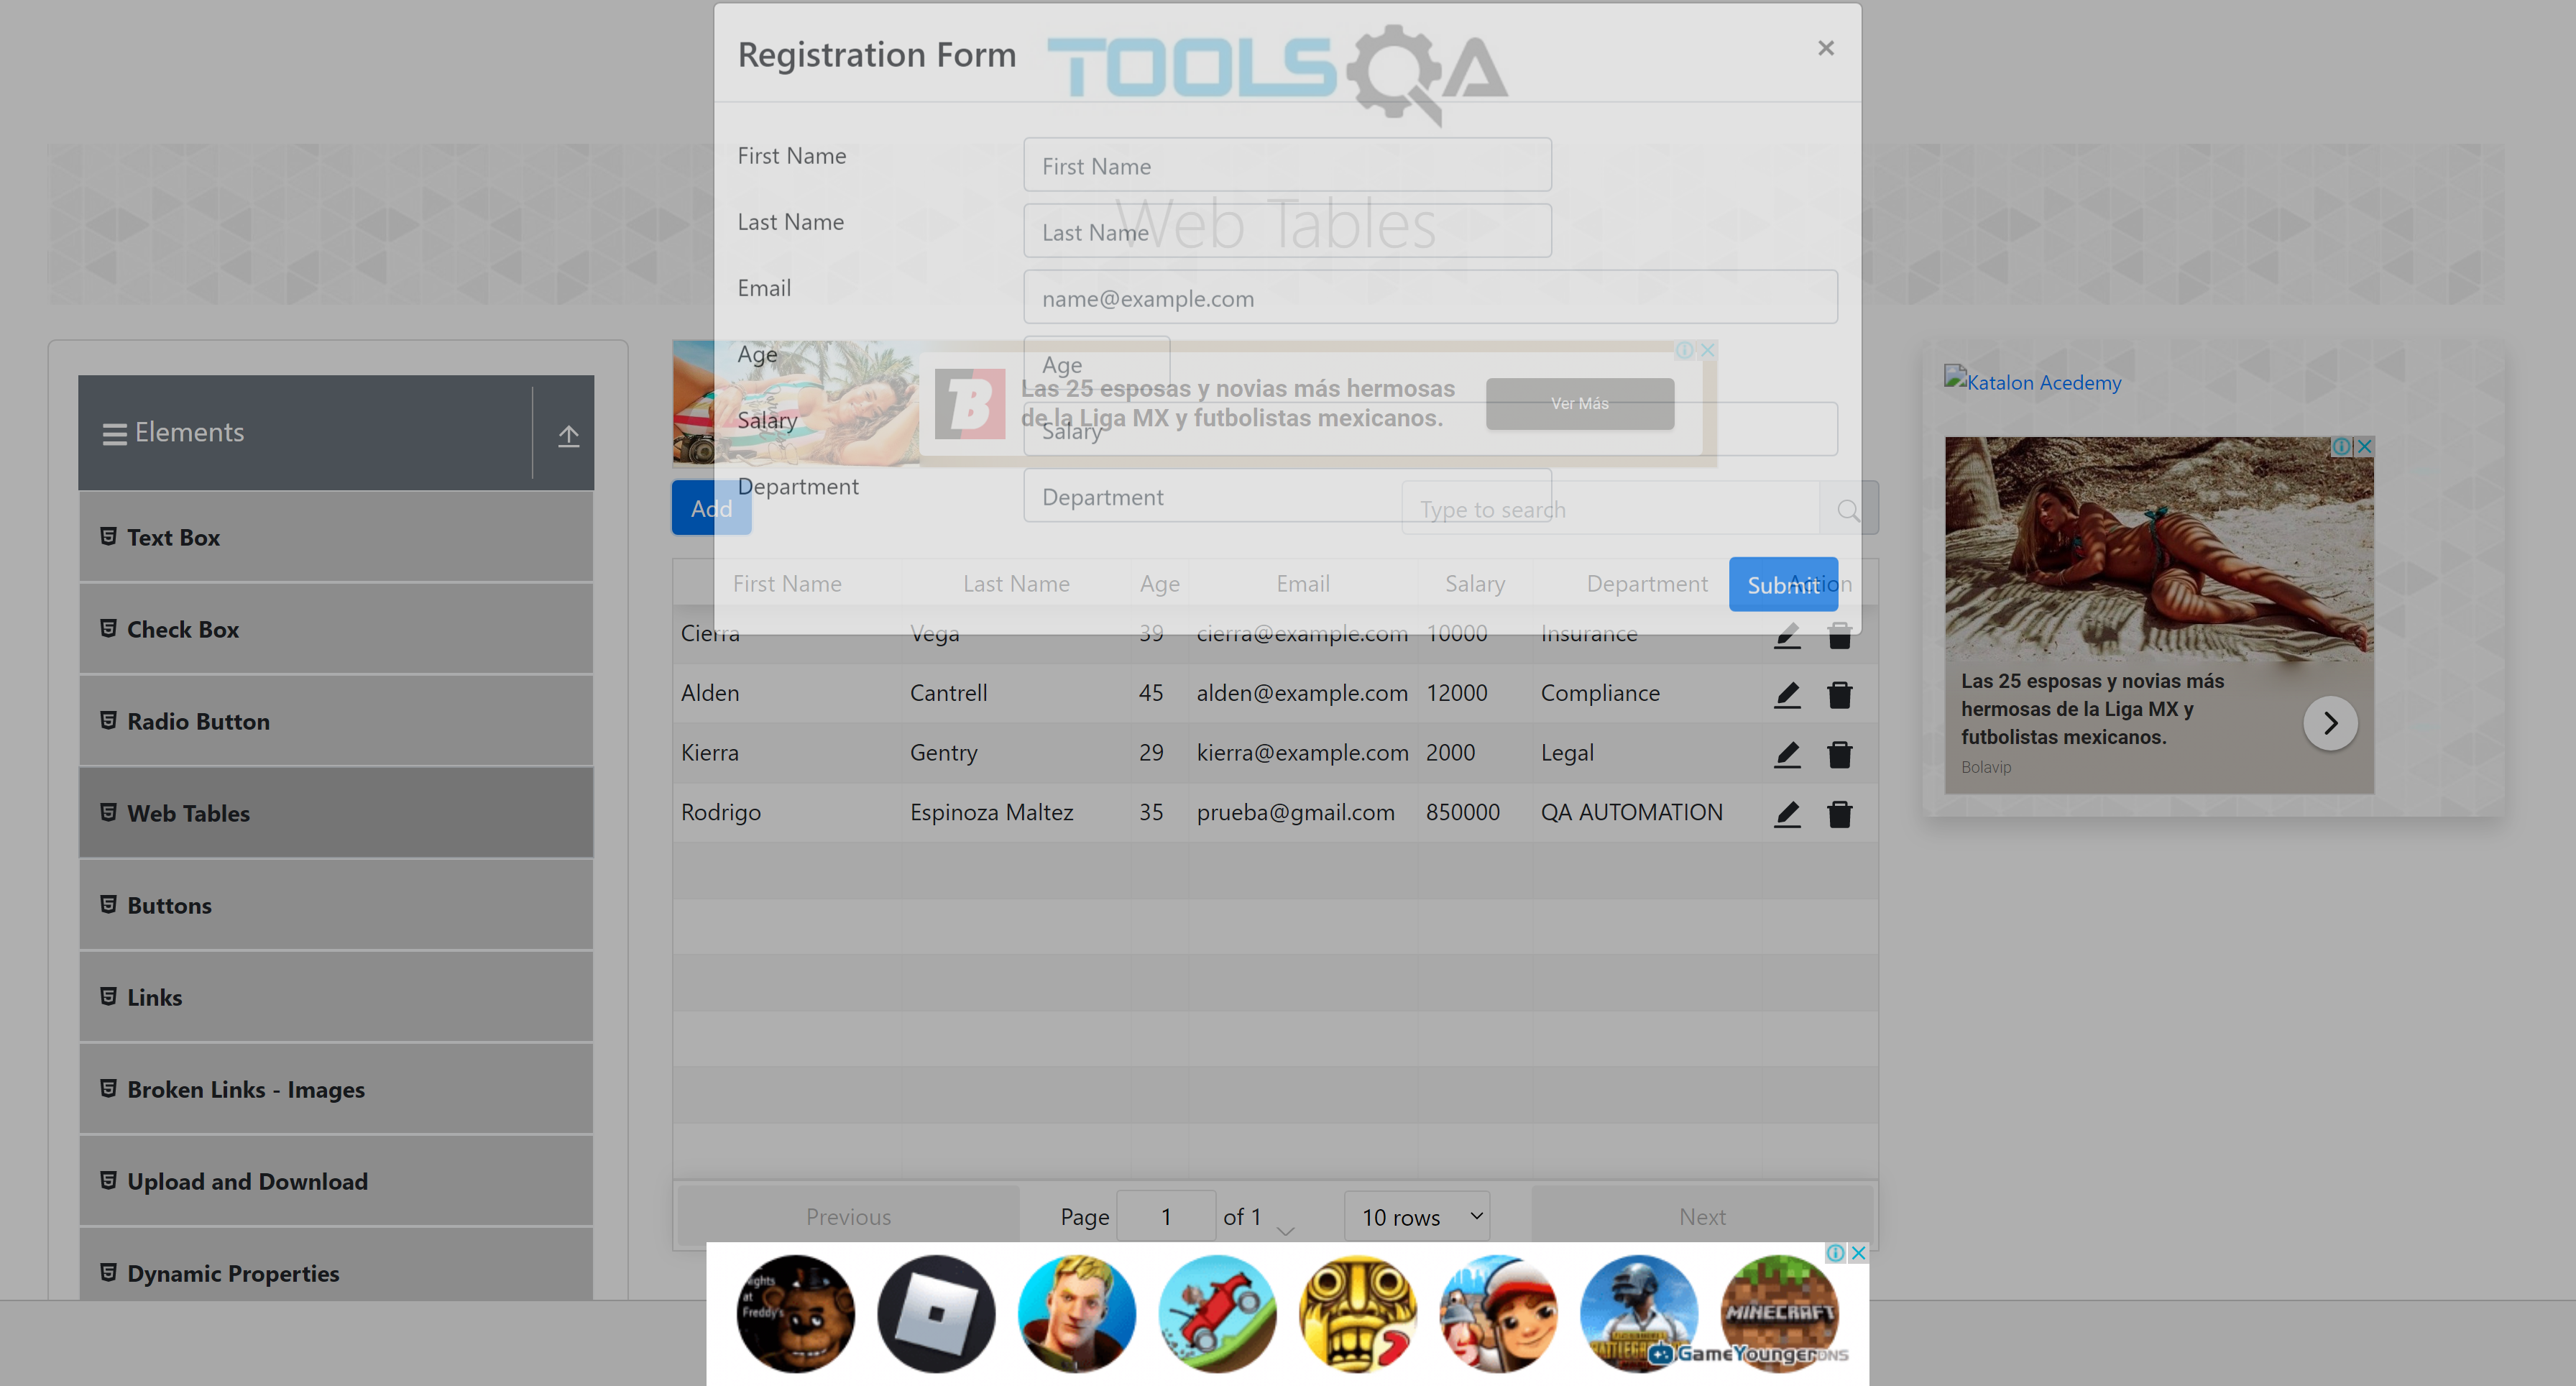 Registration Form
×
TOOLSQA
First Name
First Name
Last Name
Last Name
Web Tables
Email
name@example.com
Age
Age
Salary
Salary
Department
Department
Submit
Las 25 esposas y novias más hermosas
de la Liga MX y futbolistas mexicanos.
Ver Más
Elements
Text Box
Check Box
Radio Button
Web Tables
Buttons
Links
Broken Links - Images
Upload and Download
Dynamic Properties
Add
Type to search
First Name Last Name Age Email Salary Department Action
Cierra Vega 39 cierra@example.com 10000 Insurance
Alden Cantrell 45 alden@example.com 12000 Compliance
Kierra Gentry 29 kierra@example.com 2000 Legal
Rodrigo Espinoza Maltez 35 prueba@gmail.com 850000 QA AUTOMATION
Previous Page 1 of 1 10 rows Next
Katalon Acedemy
Las 25 esposas y novias más
hermosas de la Liga MX y
futbolistas mexicanos.
Bolavip
at
Freddy's
MINECRAFT
GameYounger